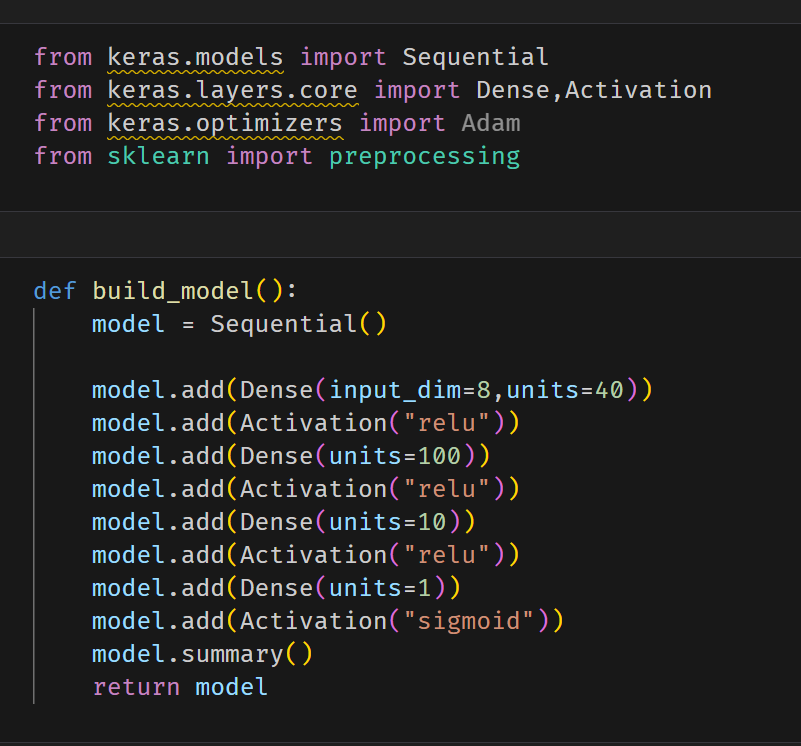 from keras.models import Sequential
from keras.layers.core import Dense,Activation
from keras.optimizers import Adam
from sklearn import preprocessing
def build_model():
    model = Sequential()
    model.add(Dense(input_dim=8,units=40))
    model.add(Activation("relu"))
    model.add(Dense(units=100))
    model.add(Activation("relu"))
    model.add(Dense(units=10))
    model.add(Activation("relu"))
    model.add(Dense(units=1))
    model.add(Activation("sigmoid"))
    model.summary()
    return model